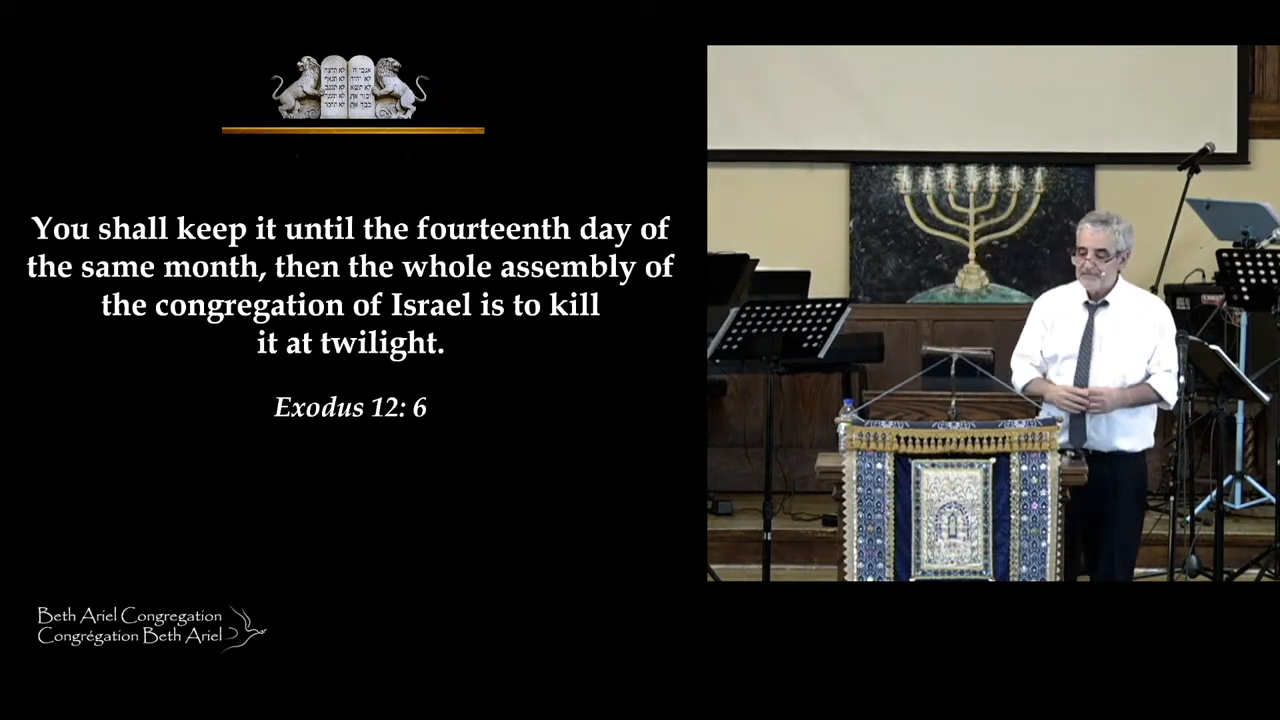 You shall keep it until the fourteenth day of
the same month, then the whole assembly of
the congregation of Israel is to kill
it at twilight.
Exodus 12: 6
Beth Ariel Congregation
Congrégation Beth Ariel